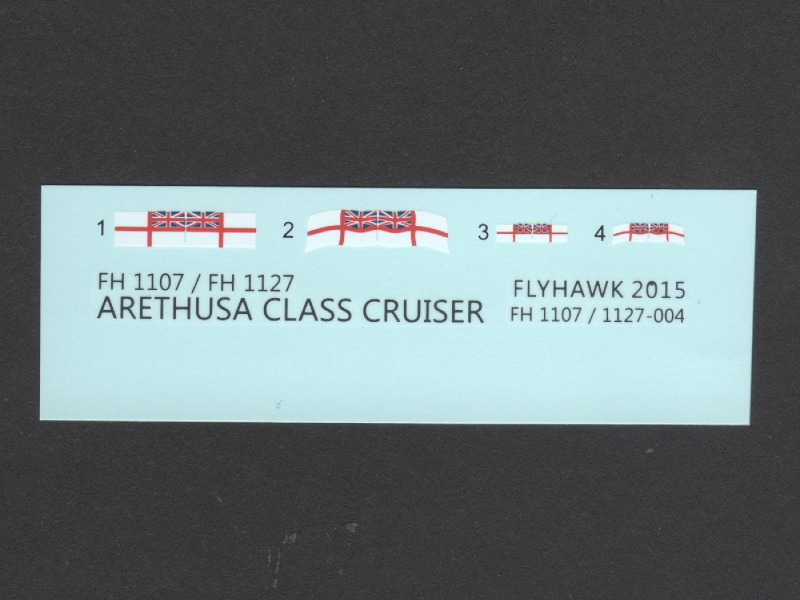 1 2 3 4
FH 1107 / FH 1127
ARETHUSA CLASS CRUISER
FLYHAWK 2015
FH 1107 / 1127-004